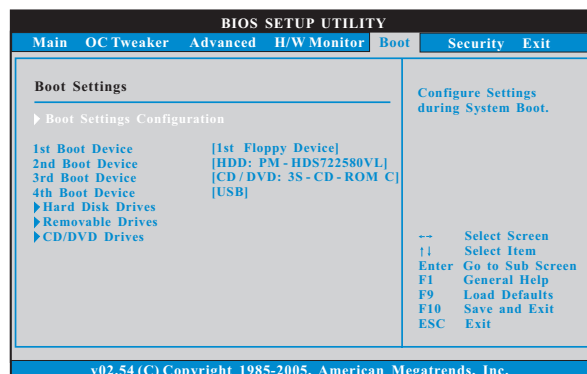 BIOS SETUP UTILITY
Main OC Tweaker Advanced H/W Monitor Boot Security Exit
Boot Settings
Boot Settings Configuration
1st Boot Device [1st Floppy Device]
2nd Boot Device [HDD: PM-HDS722580VL]
3rd Boot Device [CD/DVD: 3S-CD-ROM C]
4th Boot Device [USB]
Hard Disk Drives
Removable Drives
CD/DVD Drives
Configure Settings
during System Boot.
←→ Select Screen
↑↓ Select Item
Enter Go to Sub Screen
F1 General Help
F9 Load Defaults
F10 Save and Exit
ESC Exit
v02.54 (C) Copyright 1985-2005, American Megatrends, Inc.